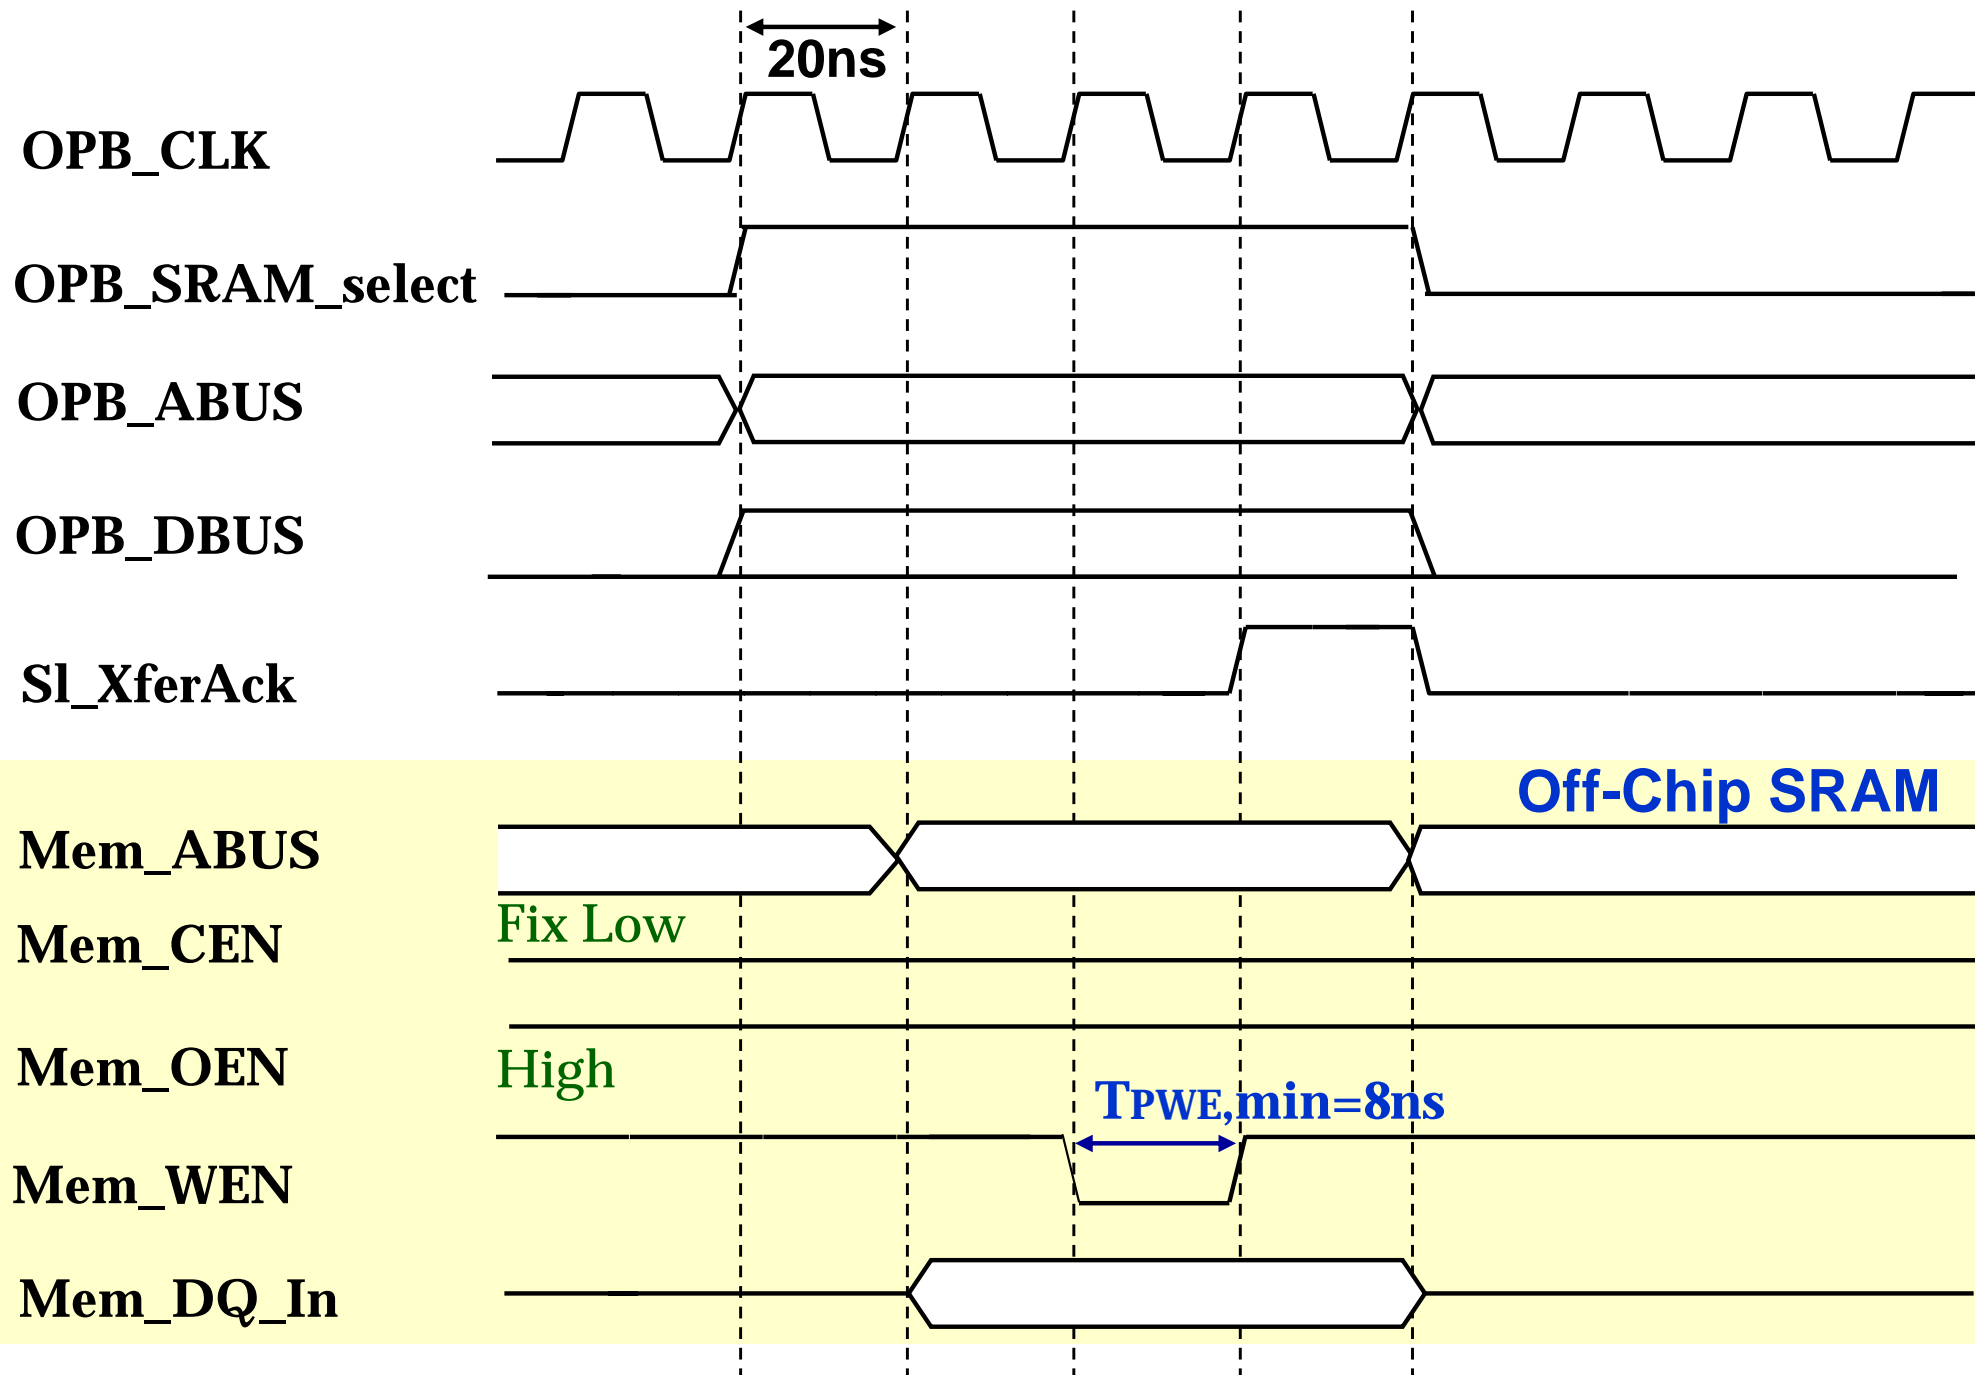 20ns
OPB_CLK
OPB_SRAM_select
OPB_ABUS
OPB_DBUS
Sl_XferAck
Off-Chip SRAM
Mem_ABUS
Fix Low
Mem_CEN
Mem_OEN
High
TPWE,min=8ns
Mem_WEN
Mem_DQ_In